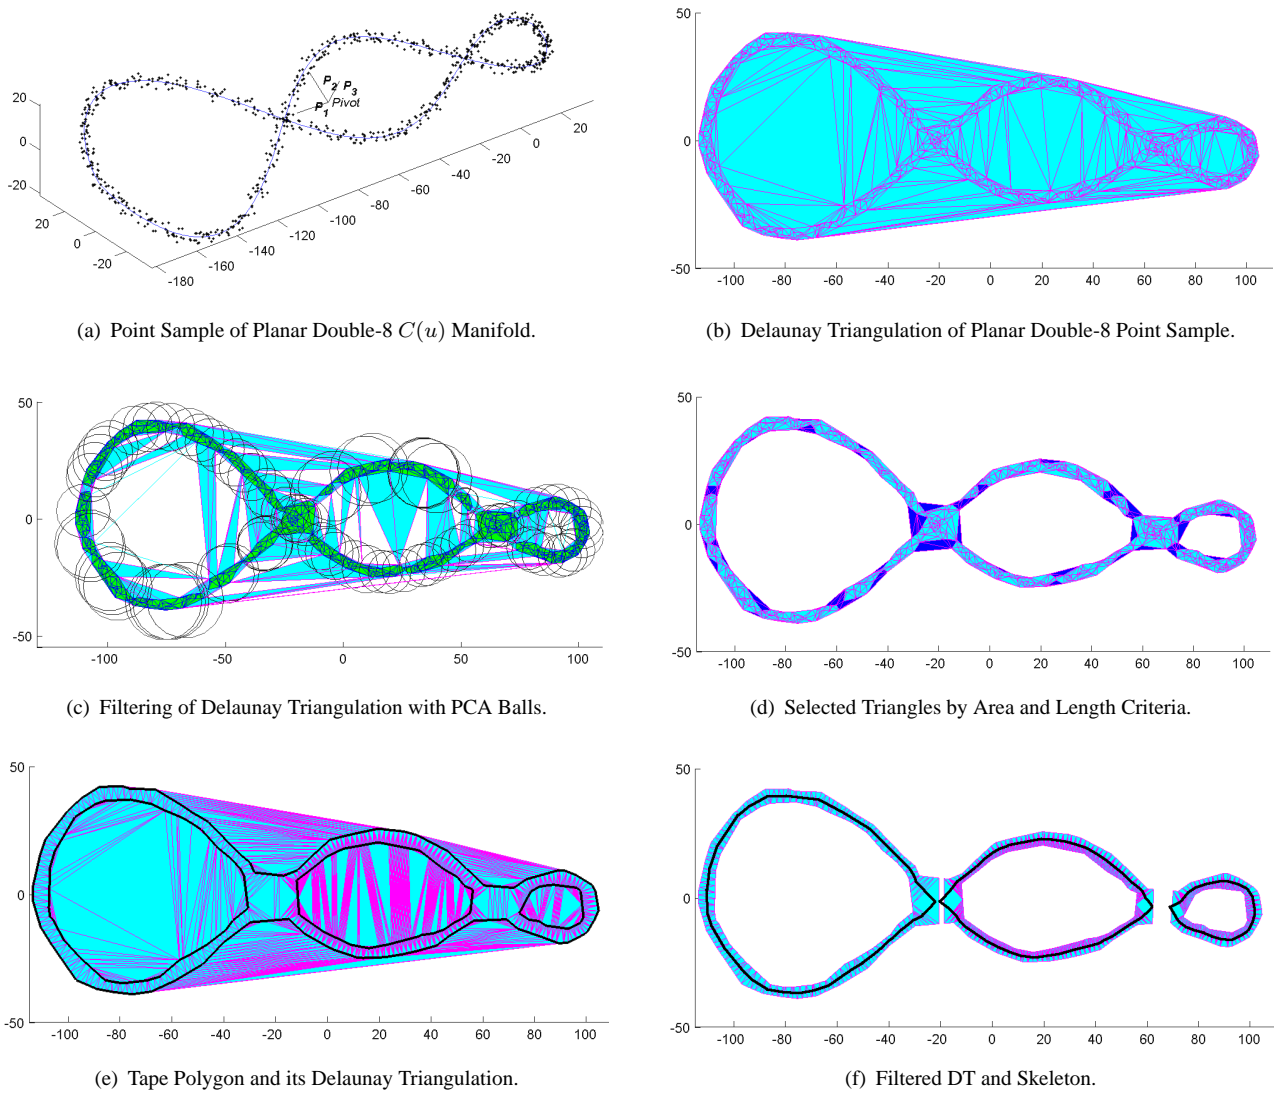 20
0
-20
20
0
-20
-180
-160
-140
-120
-100
-80
-60
-40
-20
0
20
P2 P3
Pivot
P1
(a) Point Sample of Planar Double-8 C(u) Manifold.
50
0
-50
-100 -80 -60 -40 -20 0 20 40 60 80 100
(b) Delaunay Triangulation of Planar Double-8 Point Sample.
50
0
-50
-100 -50 0 50 100
(c) Filtering of Delaunay Triangulation with PCA Balls.
50
0
-50
-100 -80 -60 -40 -20 0 20 40 60 80 100
(d) Selected Triangles by Area and Length Criteria.
50
0
-50
-100 -80 -60 -40 -20 0 20 40 60 80 100
(e) Tape Polygon and its Delaunay Triangulation.
50
0
-50
-100 -80 -60 -40 -20 0 20 40 60 80 100
(f) Filtered DT and Skeleton.